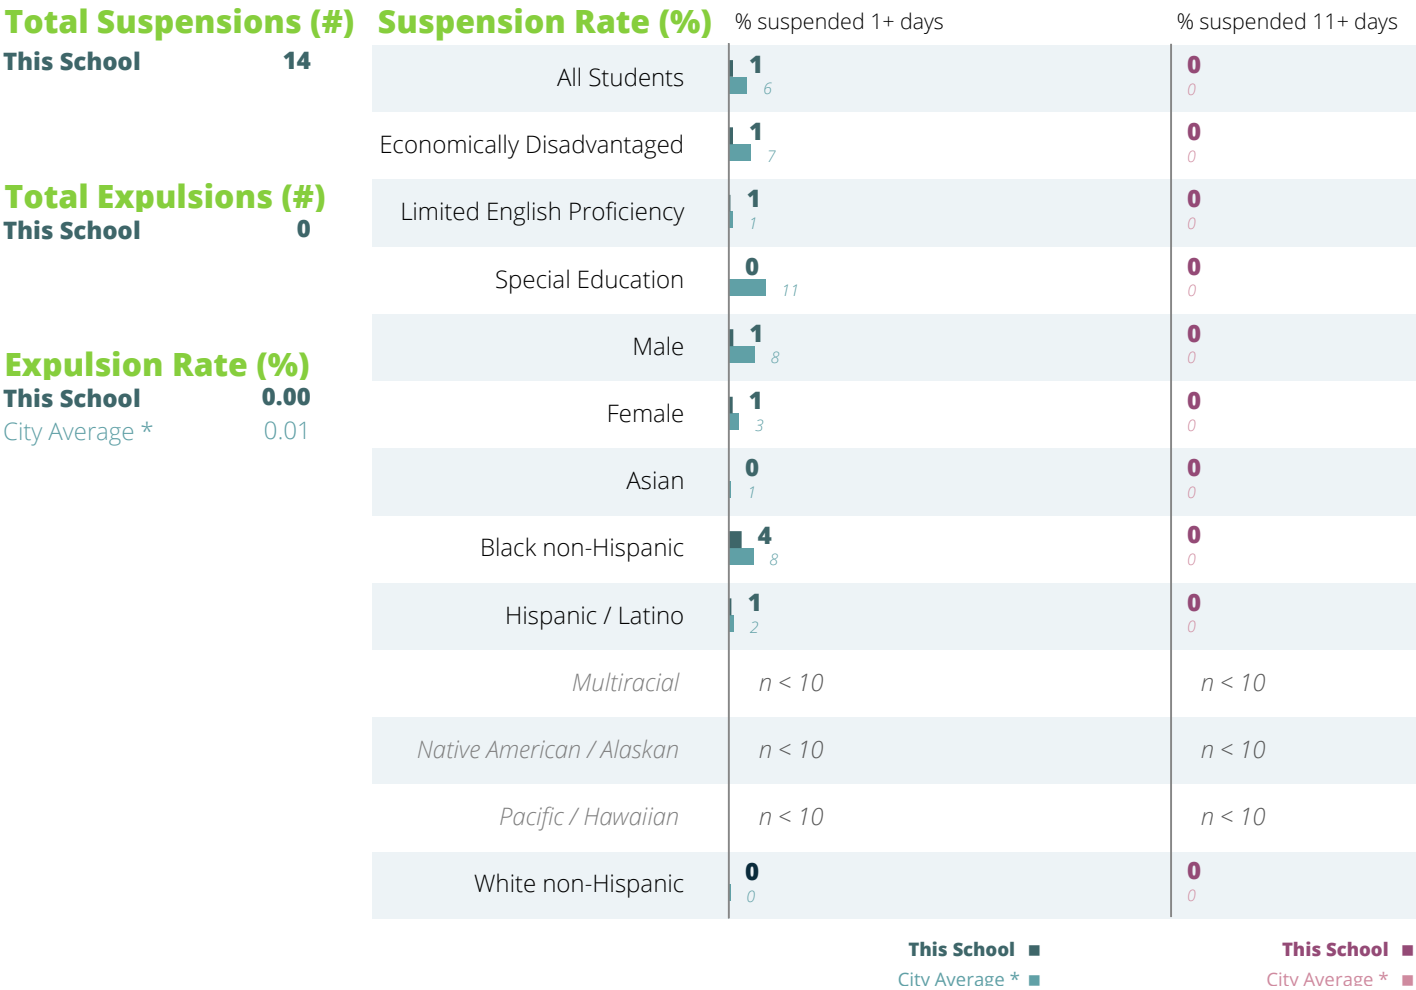 Total Suspensions (#)
This School 14
Total Expulsions (#)
This School 0
Expulsion Rate (%)
This School 0.00
City Average * 0.01
Suspension Rate (%) % suspended 1+ days % suspended 11+ days
All Students 1 0
6 0
Economically Disadvantaged 1 0
7 0
Limited English Proficiency 1 0
1 0
Special Education 0 0
11 0
Male 1 0
8 0
Female 1 0
3 0
Asian 0 0
1 0
Black non-Hispanic 4 0
8 0
Hispanic / Latino 1 0
2 0
Multiracial n < 10 n < 10
Native American / Alaskan n < 10 n < 10
Pacific / Hawaiian n < 10 n < 10
White non-Hispanic 0 0
0 0
This School This School
City Average * City Average *